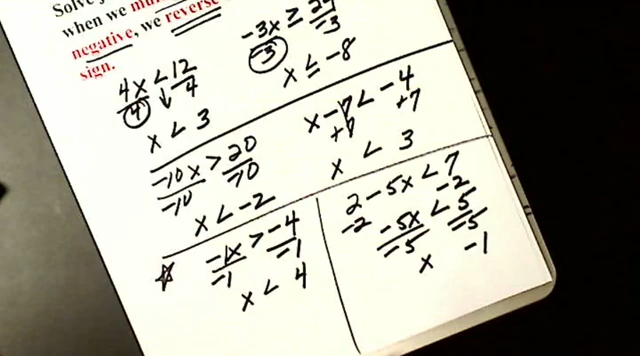 Solve
when we
negative, we reverse
sign.
-3x ≥
-3 -3
x ≤ -8
4x < 12
4 ↓ 4
x < 3
x - 7 < -4
+7 +7
x < 3
-10x > 20
-10 -10
x < -2
2 - 5x < 7
-2 -2
-5x < 5
-5 -5
x -1
☆ -1x > -4
-1 -1
x < 4